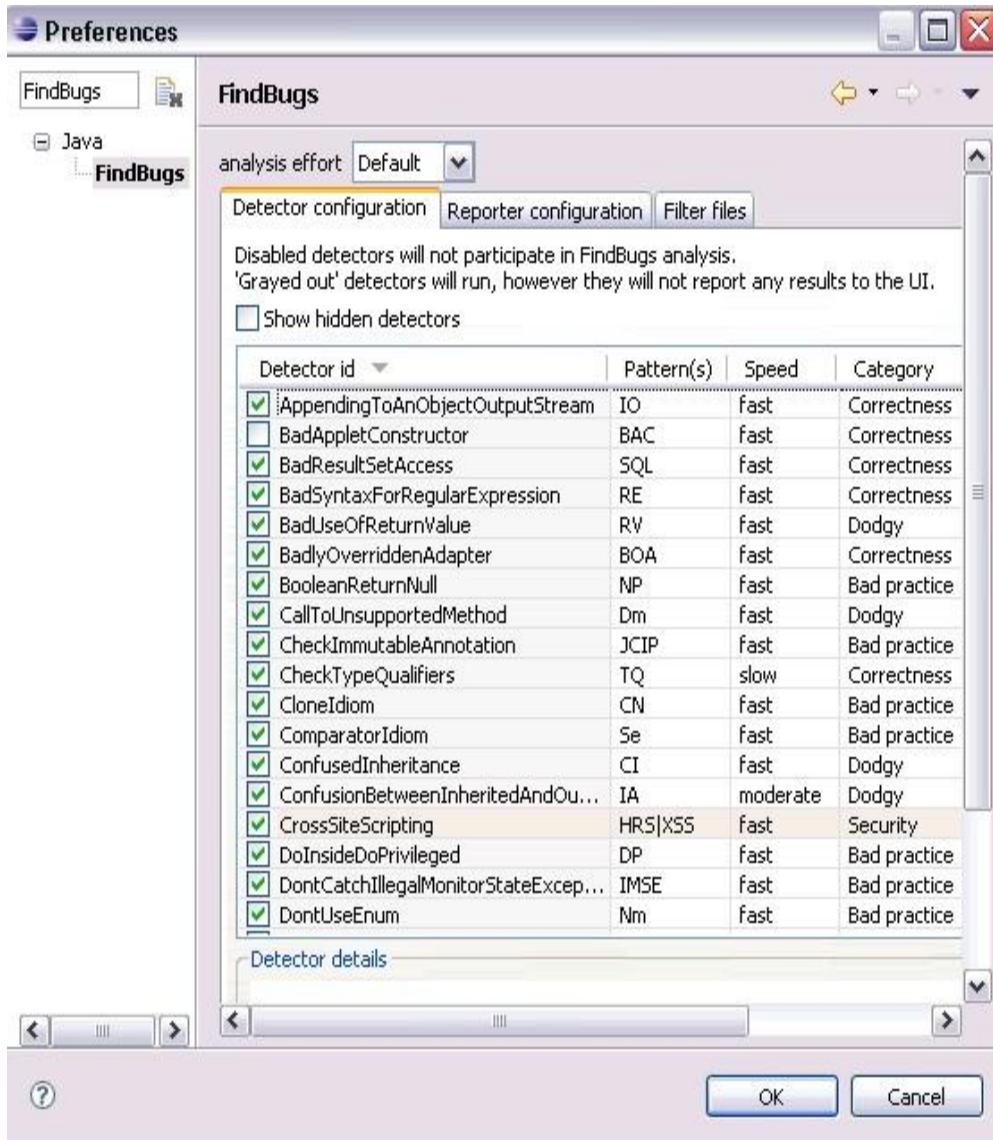 Preferences
FindBugs
Java
FindBugs
FindBugs
analysis effort Default
Detector configuration Reporter configuration Filter files
Disabled detectors will not participate in FindBugs analysis.
'Grayed out' detectors will run, however they will not report any results to the UI.
Show hidden detectors
Detector id Pattern(s) Speed Category
AppendingToAnObjectOutputStream IO fast Correctness
BadAppletConstructor BAC fast Correctness
BadResultSetAccess SQL fast Correctness
BadSyntaxForRegularExpression RE fast Correctness
BadUseOfReturnValue RV fast Dodgy
BadlyOverriddenAdapter BOA fast Correctness
BooleanReturnNull NP fast Bad practice
CallToUnsupportedMethod Dm fast Dodgy
CheckImmutableAnnotation JCIP fast Bad practice
CheckTypeQualifiers TQ slow Correctness
CloneIdiom CN fast Bad practice
ComparatorIdiom Se fast Bad practice
ConfusedInheritance CI fast Dodgy
ConfusionBetweenInheritedAndOu... IA moderate Dodgy
CrossSiteScripting HRS|XSS fast Security
DoInsideDoPrivileged DP fast Bad practice
DontCatchIllegalMonitorStateExcep... IMSE fast Bad practice
DontUseEnum Nm fast Bad practice
Detector details
OK Cancel